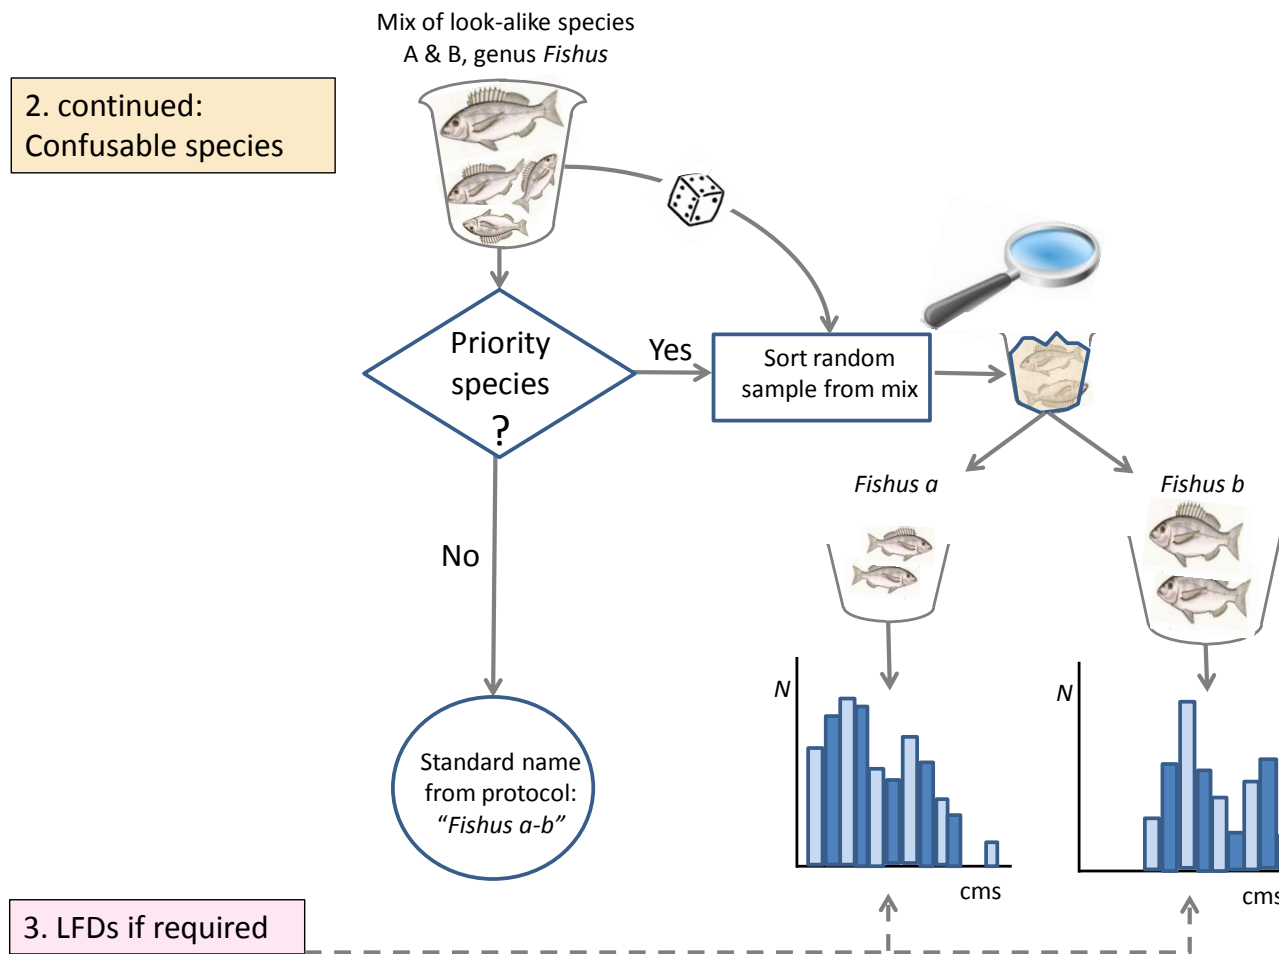 Mix of look-alike species
A & B, genus Fishus
2. continued:
Confusable species
Priority
species
?
Yes
Sort random
sample from mix
Fishus a
Fishus b
No
N
N
Standard name
from protocol:
“Fishus a-b”
cms
cms
3. LFDs if required